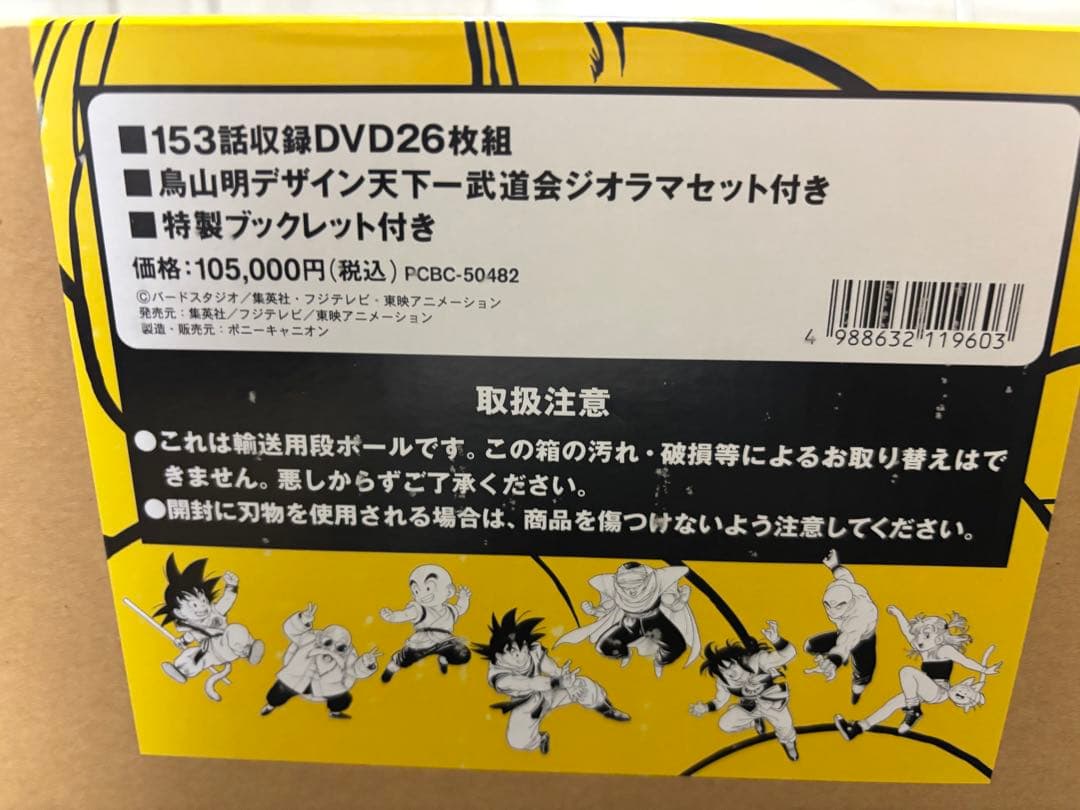 ■153話収録DVD26枚組
■鳥山明デザイン天下一武道会ジオラマセット付き
■特製ブックレット付き
価格:105,000円(税込) PCBC-50482
Ⓒバードスタジオ/集英社・フジテレビ・東映アニメーション
発売元:集英社/フジテレビ/東映アニメーション
製造・販売元:ポニーキャニオン
4 988632 119603
取扱注意
●これは輸送用段ボールです。この箱の汚れ・破損等によるお取り替えはで
きません。悪しからずご了承ください。
●開封に刃物を使用される場合は、商品を傷つけないよう注意してください。